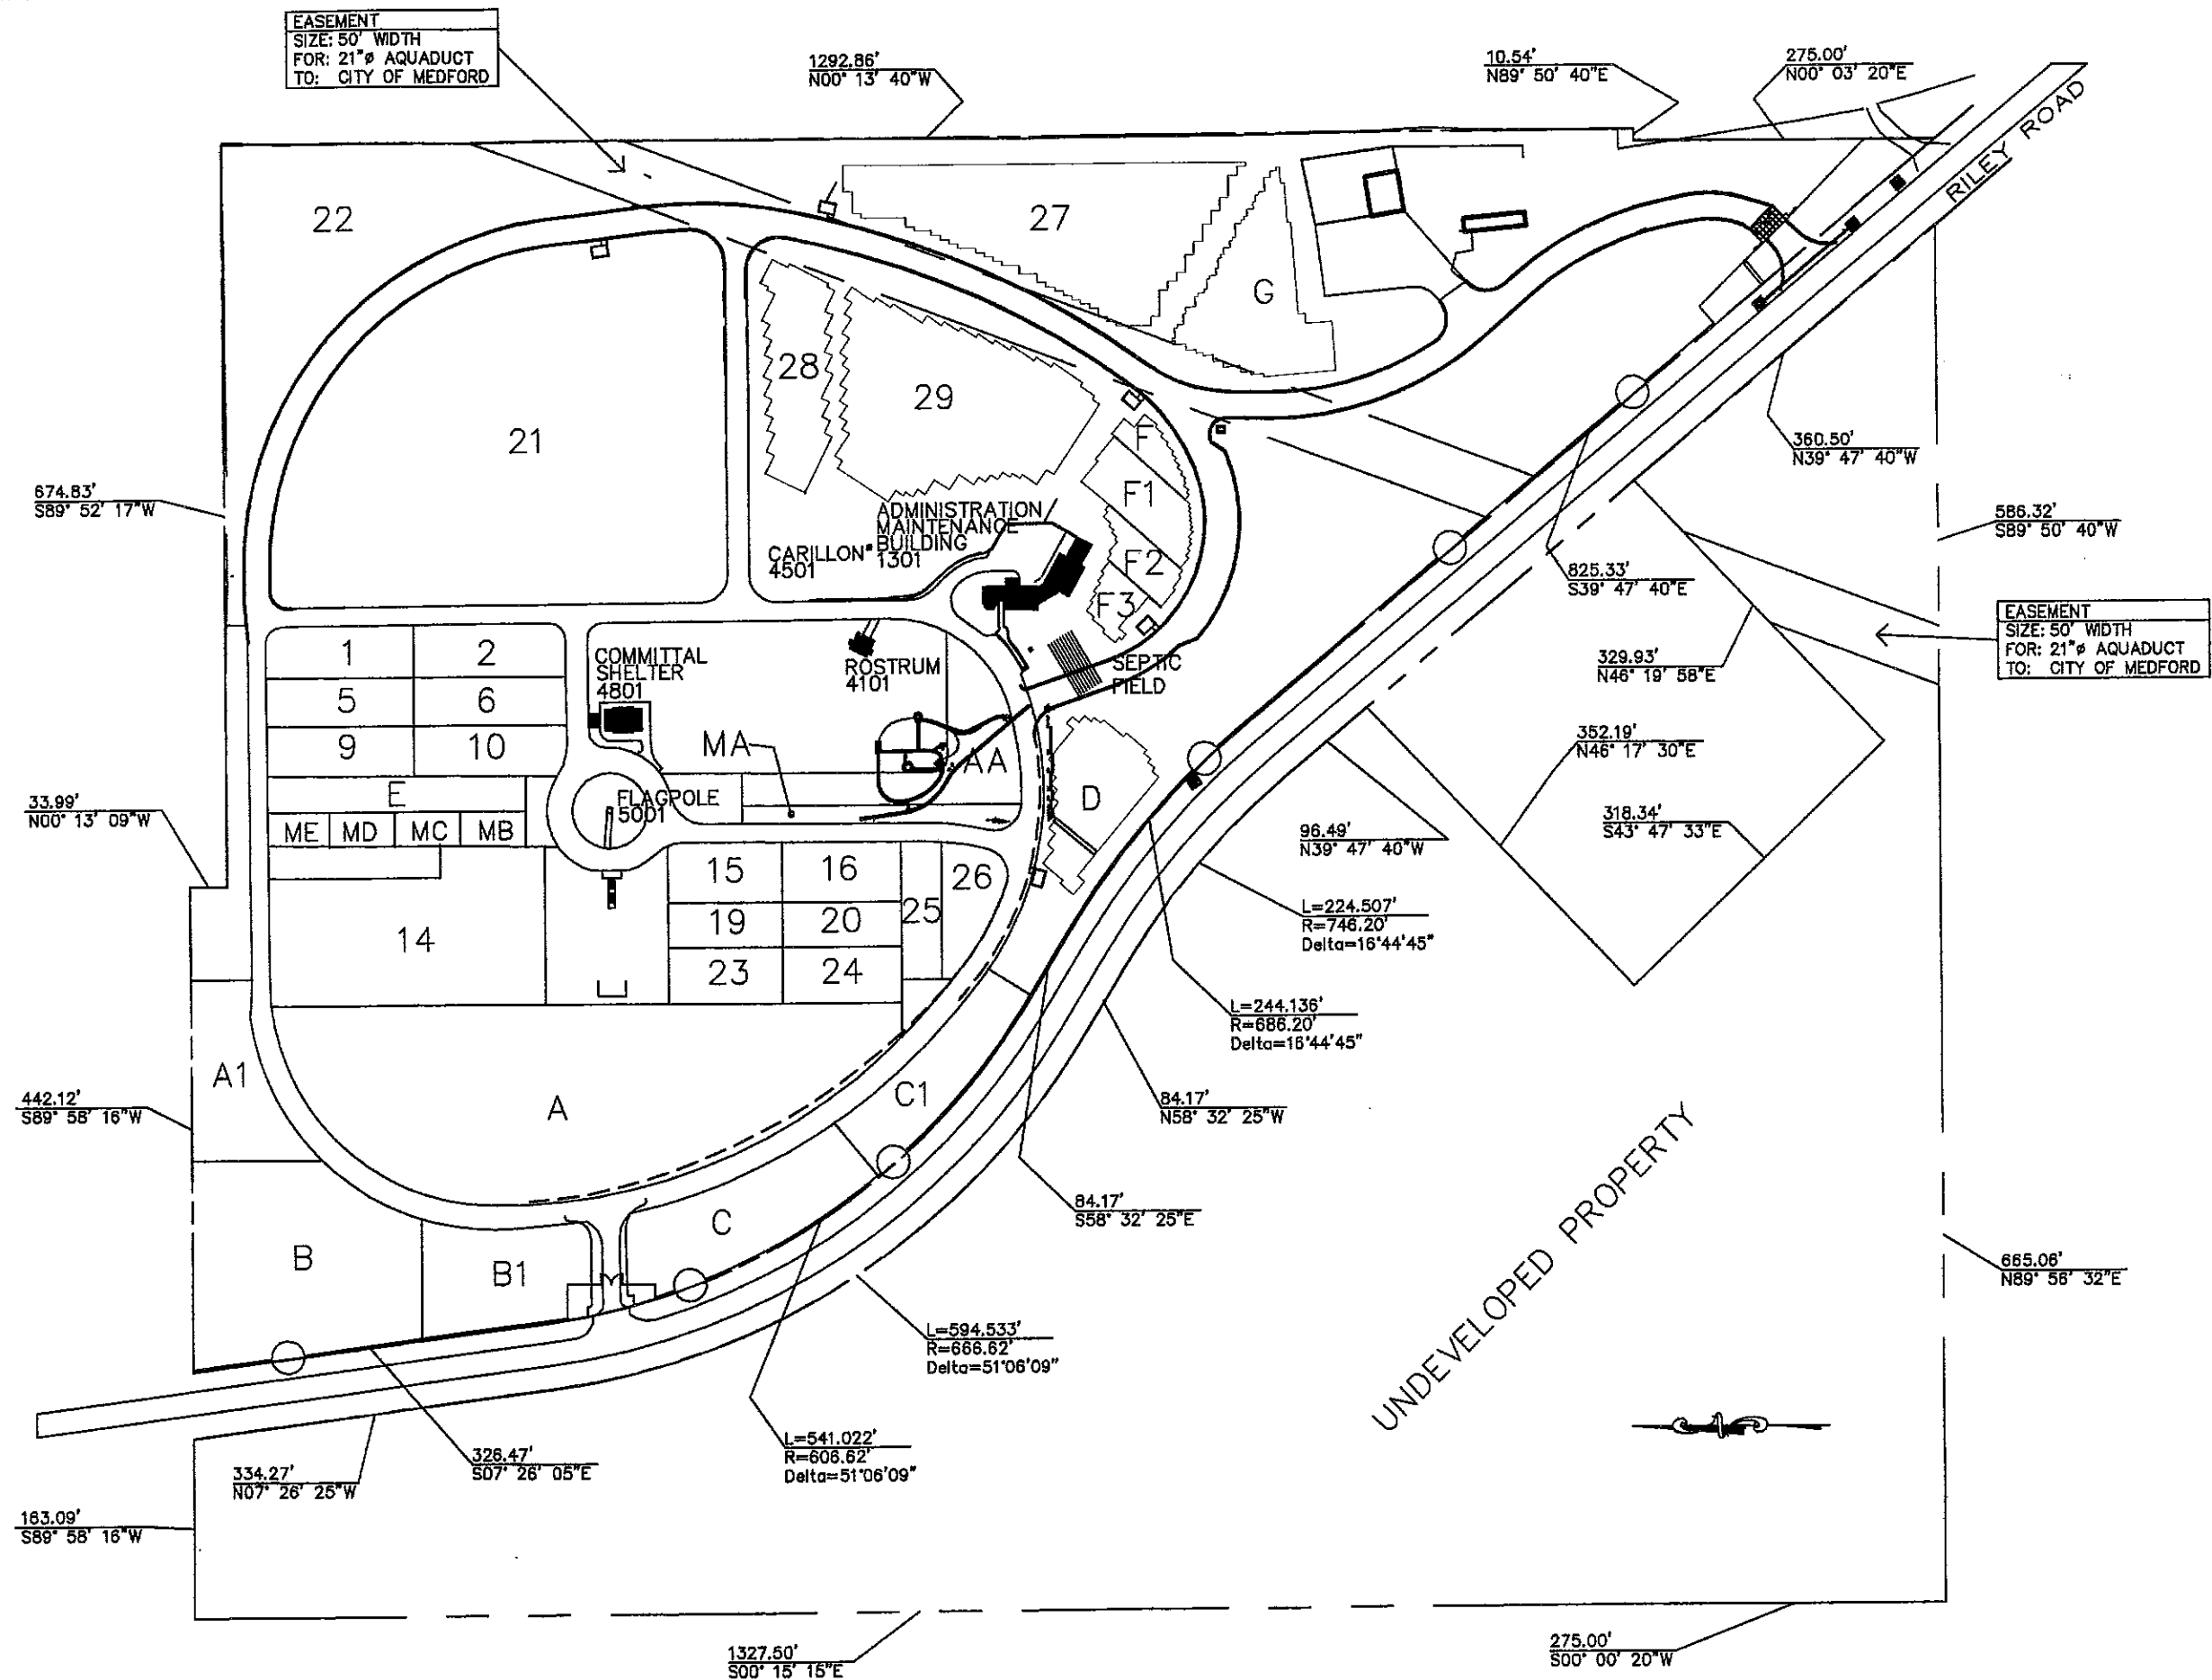 EASEMENT
SIZE: 50' WIDTH
FOR: 21"ø AQUADUCT
TO: CITY OF MEDFORD
1292.86'
N00° 13' 40"W
10.54'
N89° 50' 40"E
275.00'
N00° 03' 20"E
RILEY ROAD
22
27
G
28
29
21
F
F1
F2
F3
360.50'
N39° 47' 40"W
674.83'
S89° 52' 17"W
ADMINISTRATION
MAINTENANCE
BUILDING
1301
CARILLON
4501
586.32'
S89° 50' 40"W
825.33'
S39° 47' 40"E
EASEMENT
SIZE: 50' WIDTH
FOR: 21"ø AQUADUCT
TO: CITY OF MEDFORD
1
2
5
6
9
10
COMMITTAL
SHELTER
4801
ROSTRUM
4101
SEPTIC
FIELD
329.93'
N46° 19' 58"E
MA
AA
352.19'
N46° 17' 30"E
E
FLAGPOLE
5001
D
33.99'
N00° 13' 09"W
ME
MD
MC
MB
96.49'
N39° 47' 40"W
318.34'
S43° 47' 33"E
15
16
26
25
19
20
14
23
24
L=224.507'
R=746.20'
Delta=16°44'45"
L=244.136'
R=686.20'
Delta=16°44'45"
A1
A
C1
442.12'
S89° 58' 16"W
84.17'
N58° 32' 25"W
84.17'
S58° 32' 25"E
B
B1
C
UNDEVELOPED PROPERTY
665.06'
N89° 56' 32"E
L=594.533'
R=666.62'
Delta=51°06'09"
L=541.022'
R=606.62'
Delta=51°06'09"
334.27'
N07° 26' 25"W
326.47'
S07° 26' 05"E
163.09'
S89° 58' 16"W
1327.50'
S00° 15' 15"E
275.00'
S00° 00' 20"W